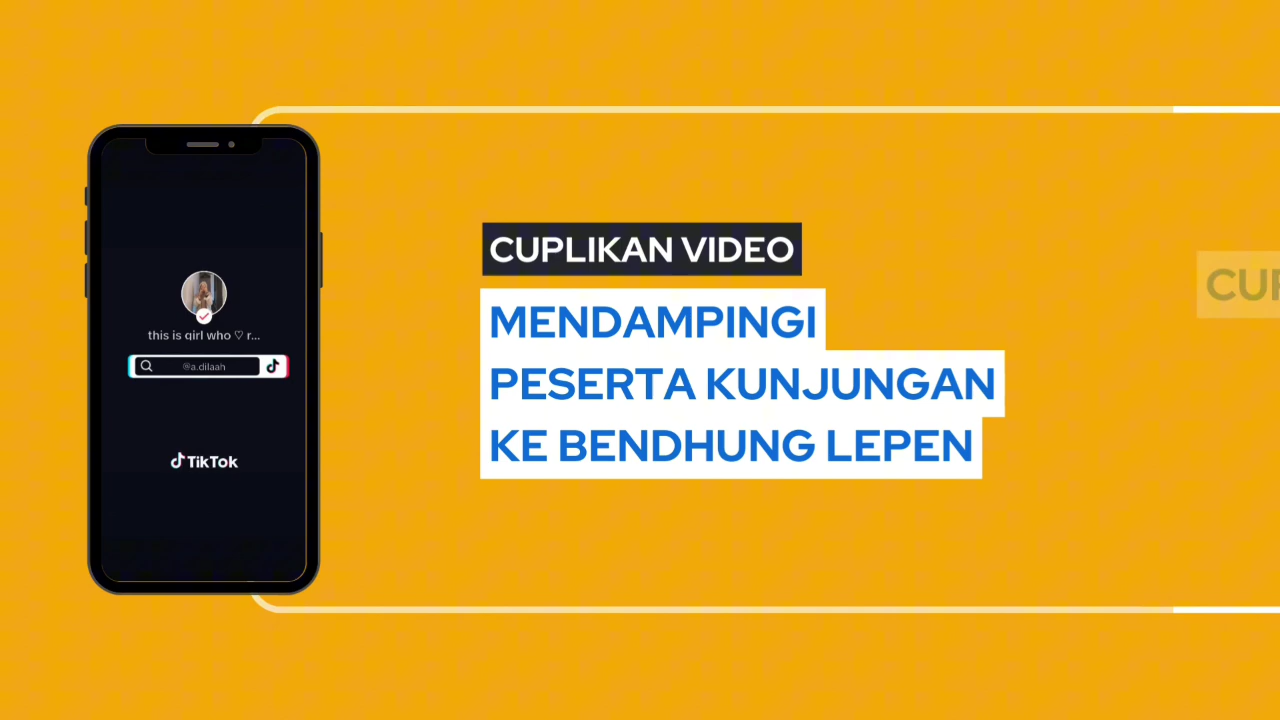 this is girl who ♡ r...
@a.dilaah
TikTok
CUPLIKAN VIDEO
MENDAMPINGI
PESERTA KUNJUNGAN
KE BENDHUNG LEPEN